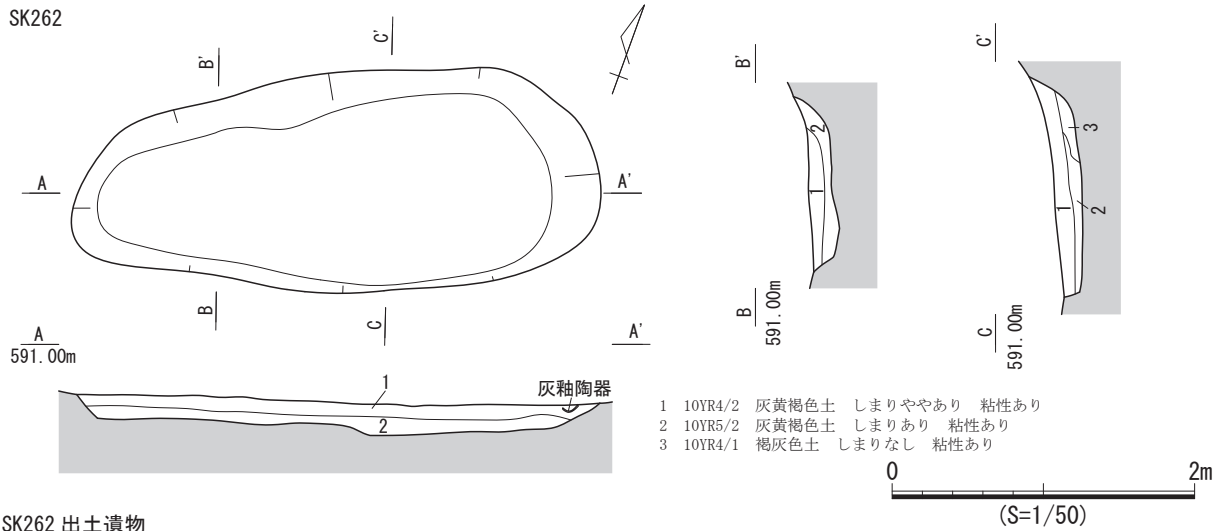 SK262
B'
C'
A
A'
B
C
A
591.00m
A'
1
2
灰釉陶器
B'
2
1
B
591.00m
C'
3
1
2
C
591.00m
1 10YR4/2 灰黄褐色土 しまりややあり 粘性あり
2 10YR5/2 灰黄褐色土 しまりあり 粘性あり
3 10YR4/1 褐灰色土 しまりなし 粘性あり
0 2m
(S=1/50)
SK262 出土遺物